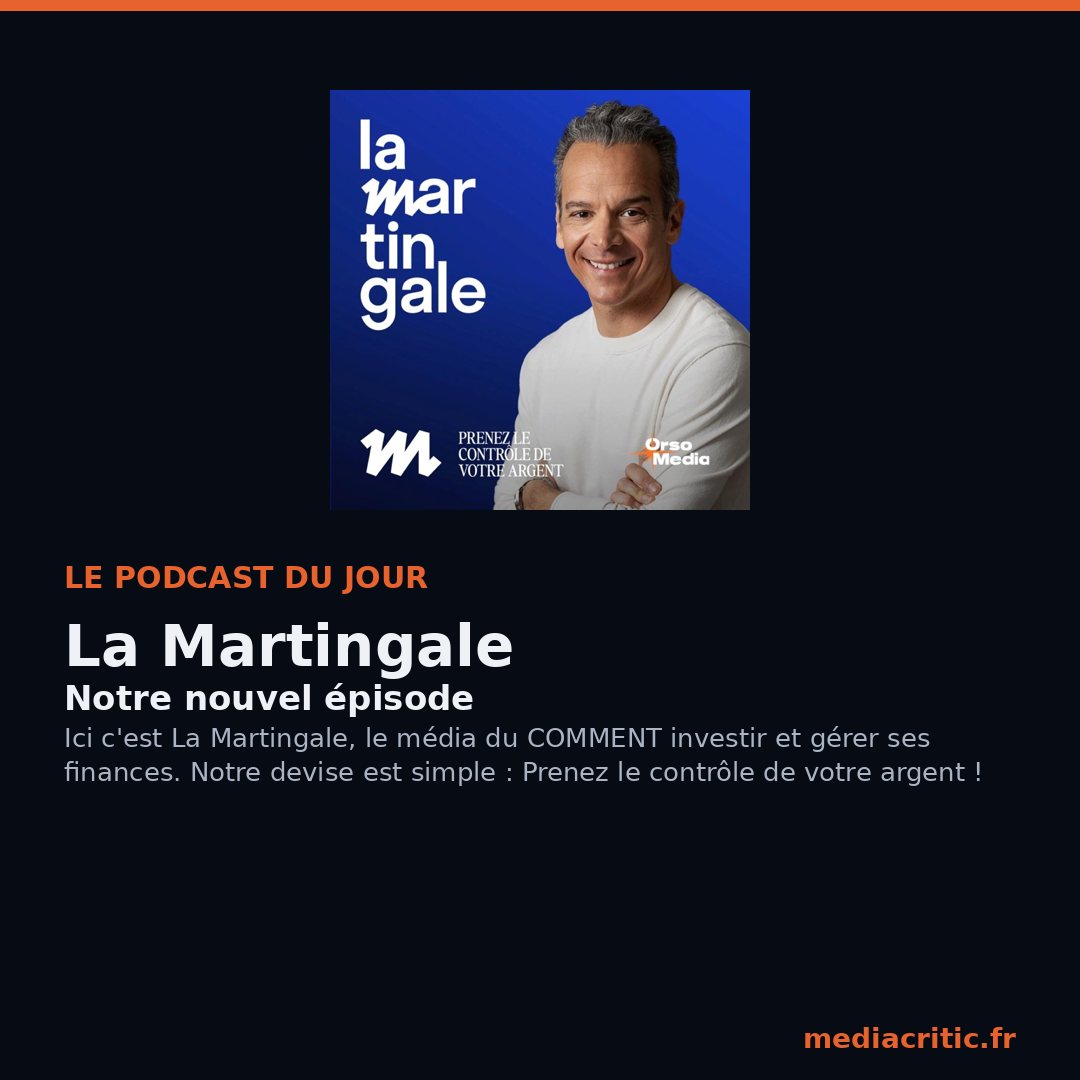 la
mar
tin
gale
PRENEZ LE
CONTRÔLE DE
VOTRE ARGENT
Orso
Media
LE PODCAST DU JOUR
La Martingale
Notre nouvel épisode
Ici c'est La Martingale, le média du COMMENT investir et gérer ses
finances. Notre devise est simple : Prenez le contrôle de votre argent !
mediacritic.fr